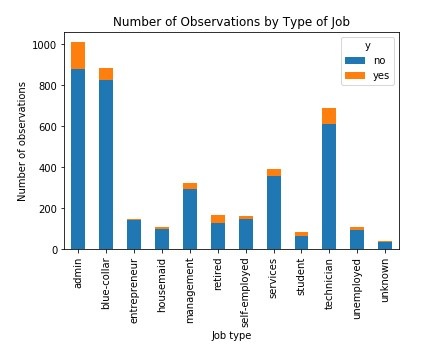 Number of Observations by Type of Job
y
no
yes
Number of observations
1000
800
600
400
200
0
admin
blue-collar
entrepreneur
housemaid
management
retired
self-employed
services
student
technician
unemployed
unknown
Job type